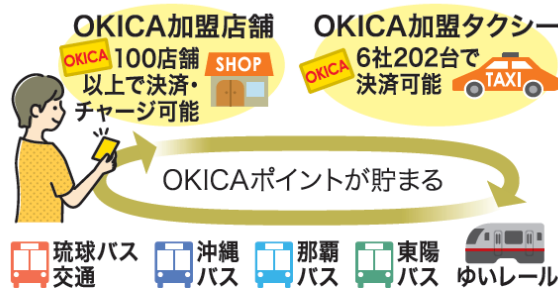 OKICA加盟店舗
OKICA
100店舗
以上で決済・
チャージ可能
SHOP
OKICA加盟タクシー
OKICA
6社202台で
決済可能
TAXI
OKICAポイントが貯まる
琉球バス
交通
沖縄
バス
那覇
バス
東陽
バス
ゆいレール